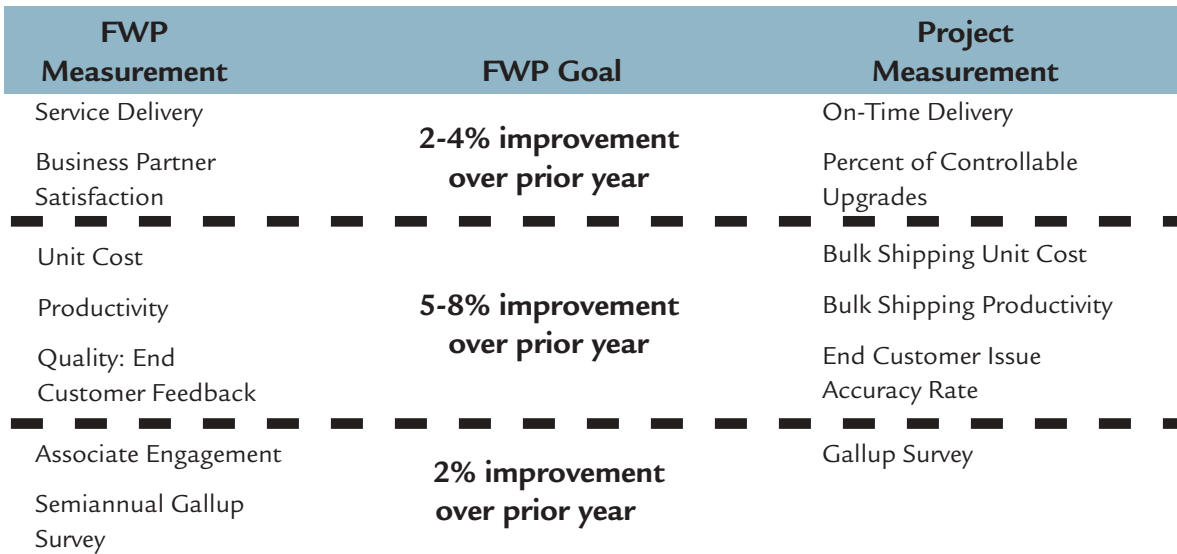 FWP
Measurement
FWP Goal
Project
Measurement
Service Delivery
Business Partner
Satisfaction
2-4% improvement
over prior year
On-Time Delivery
Percent of Controllable
Upgrades
Unit Cost
Productivity
Quality: End
Customer Feedback
5-8% improvement
over prior year
Bulk Shipping Unit Cost
Bulk Shipping Productivity
End Customer Issue
Accuracy Rate
Associate Engagement
Semiannual Gallup
Survey
2% improvement
over prior year
Gallup Survey